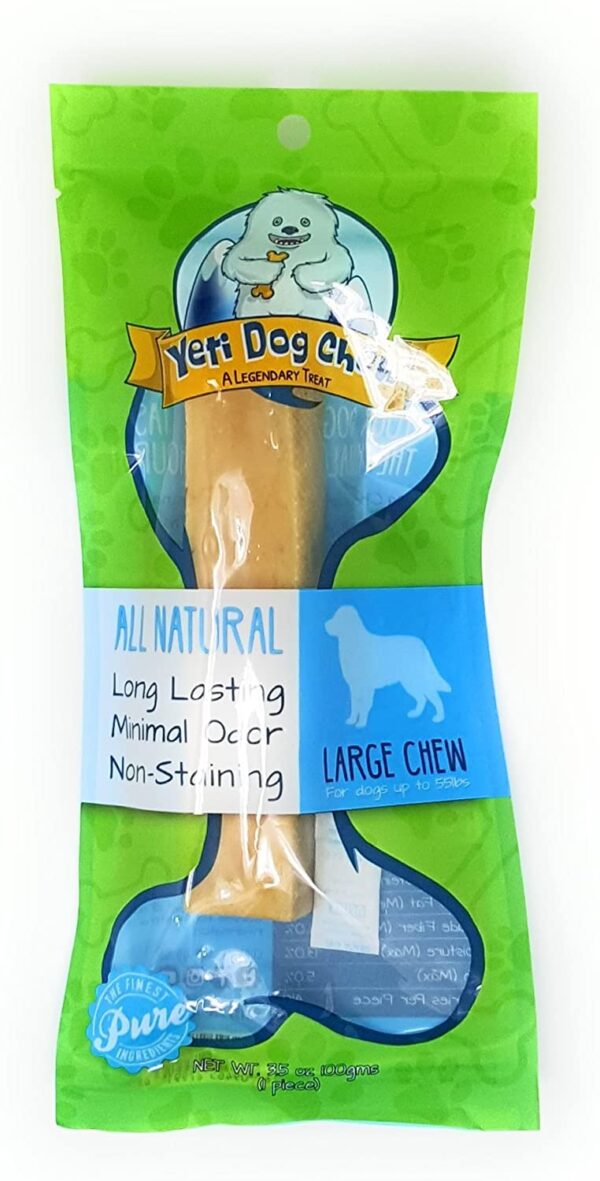 Yeti Dog
A LEGENDARY TREAT
ALL NATURAL
Long Lasting
Minimal Odor
Non-Staining
LARGE CHEW
For dogs up to 55lbs
THE FINEST
Pure
INGREDIENTS
NET WT. 3.5 oz 100gms
(1 piece)